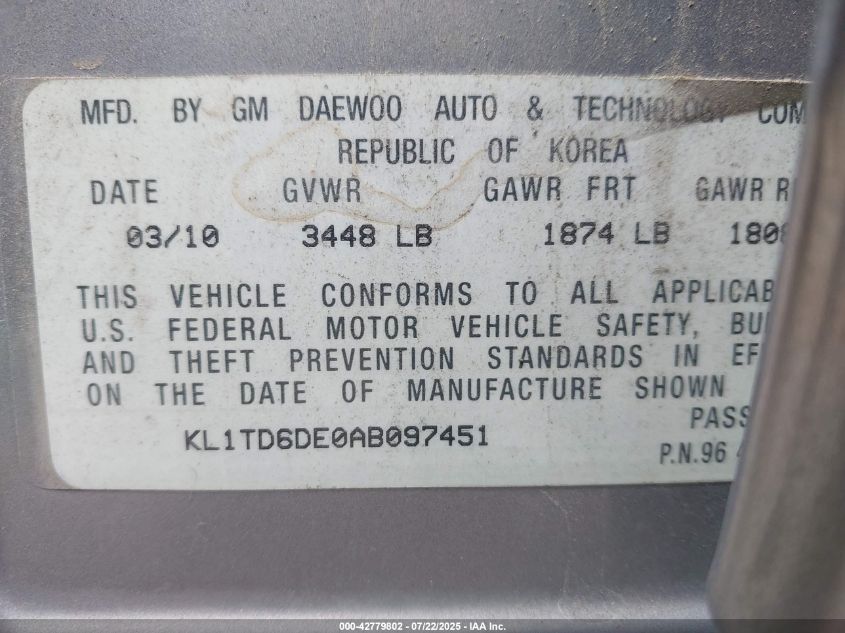 MFD. BY GM DAEWOO AUTO & TECHNOLOGY
REPUBLIC OF KOREA
DATE GVWR GAWR FRT GAWR
03/10 3448 LB 1874 LB
THIS VEHICLE CONFORMS TO ALL
U.S. FEDERAL MOTOR VEHICLE SAFETY,
AND THEFT PREVENTION STANDARDS IN
ON THE DATE OF MANUFACTURE SHOWN
KL1TD6DE0AB097451
P.N.96
000-42779802 - 07/22/2025 - IAA Inc.